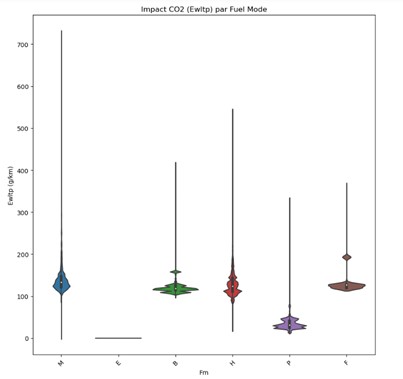 Impact CO2 (Ewltp) par Fuel Mode
Ewltp (g/km)
700
600
500
400
300
200
100
0
M
E
B
H
P
F
Fm